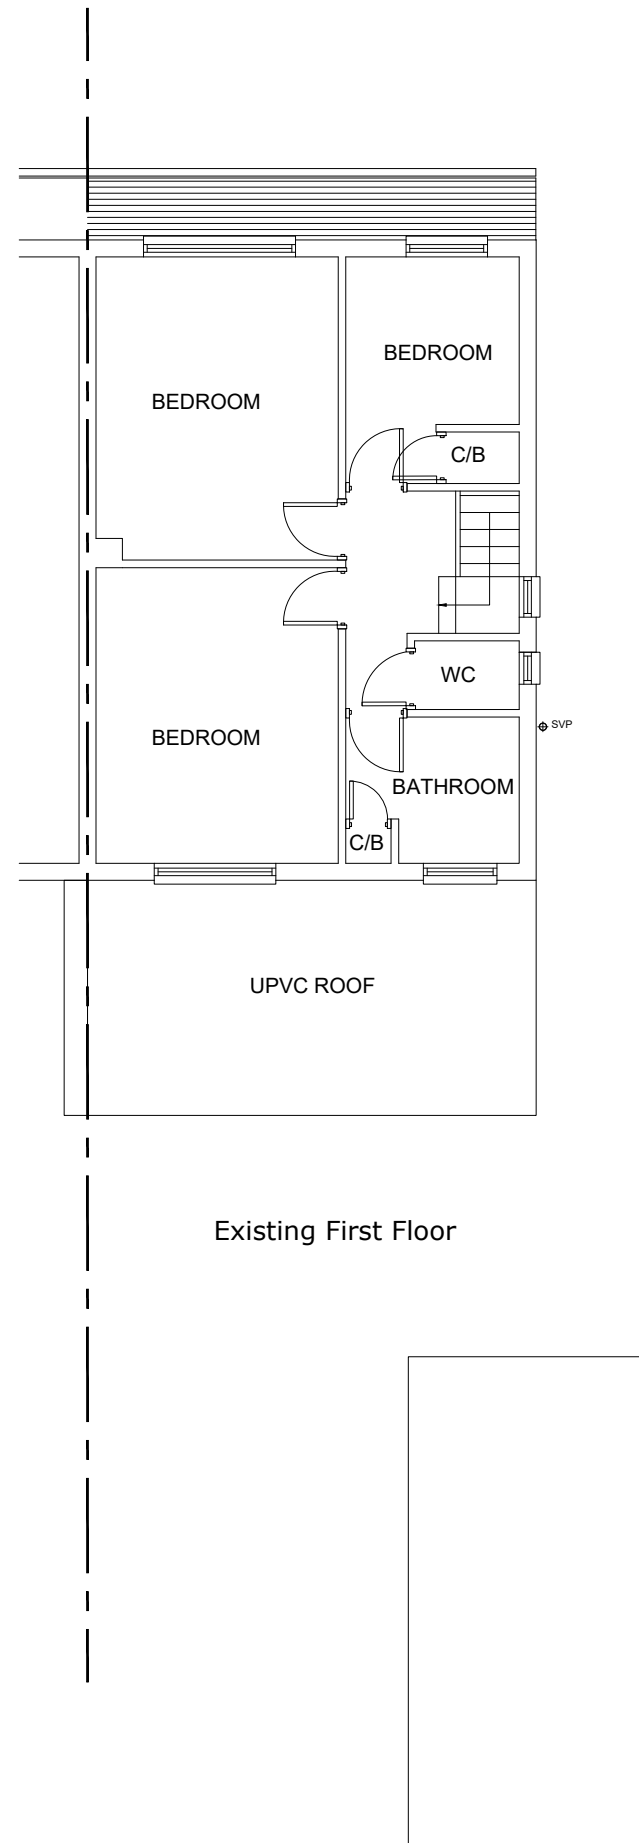 BEDROOM
BEDROOM
C/B
WC
SVP
BEDROOM
BATHROOM
C/B
UPVC ROOF
Existing First Floor